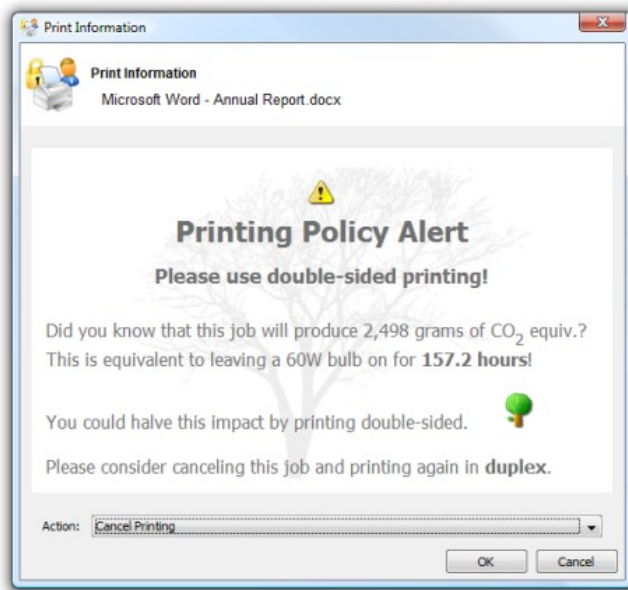 Print Information
Print Information
Microsoft Word - Annual Report.docx
Printing Policy Alert
Please use double-sided printing!
Did you know that this job will produce 2,498 grams of CO2 equiv.?
This is equivalent to leaving a 60W bulb on for 157.2 hours!
You could halve this impact by printing double-sided.
Please consider canceling this job and printing again in duplex.
Action: Cancel Printing
OK Cancel